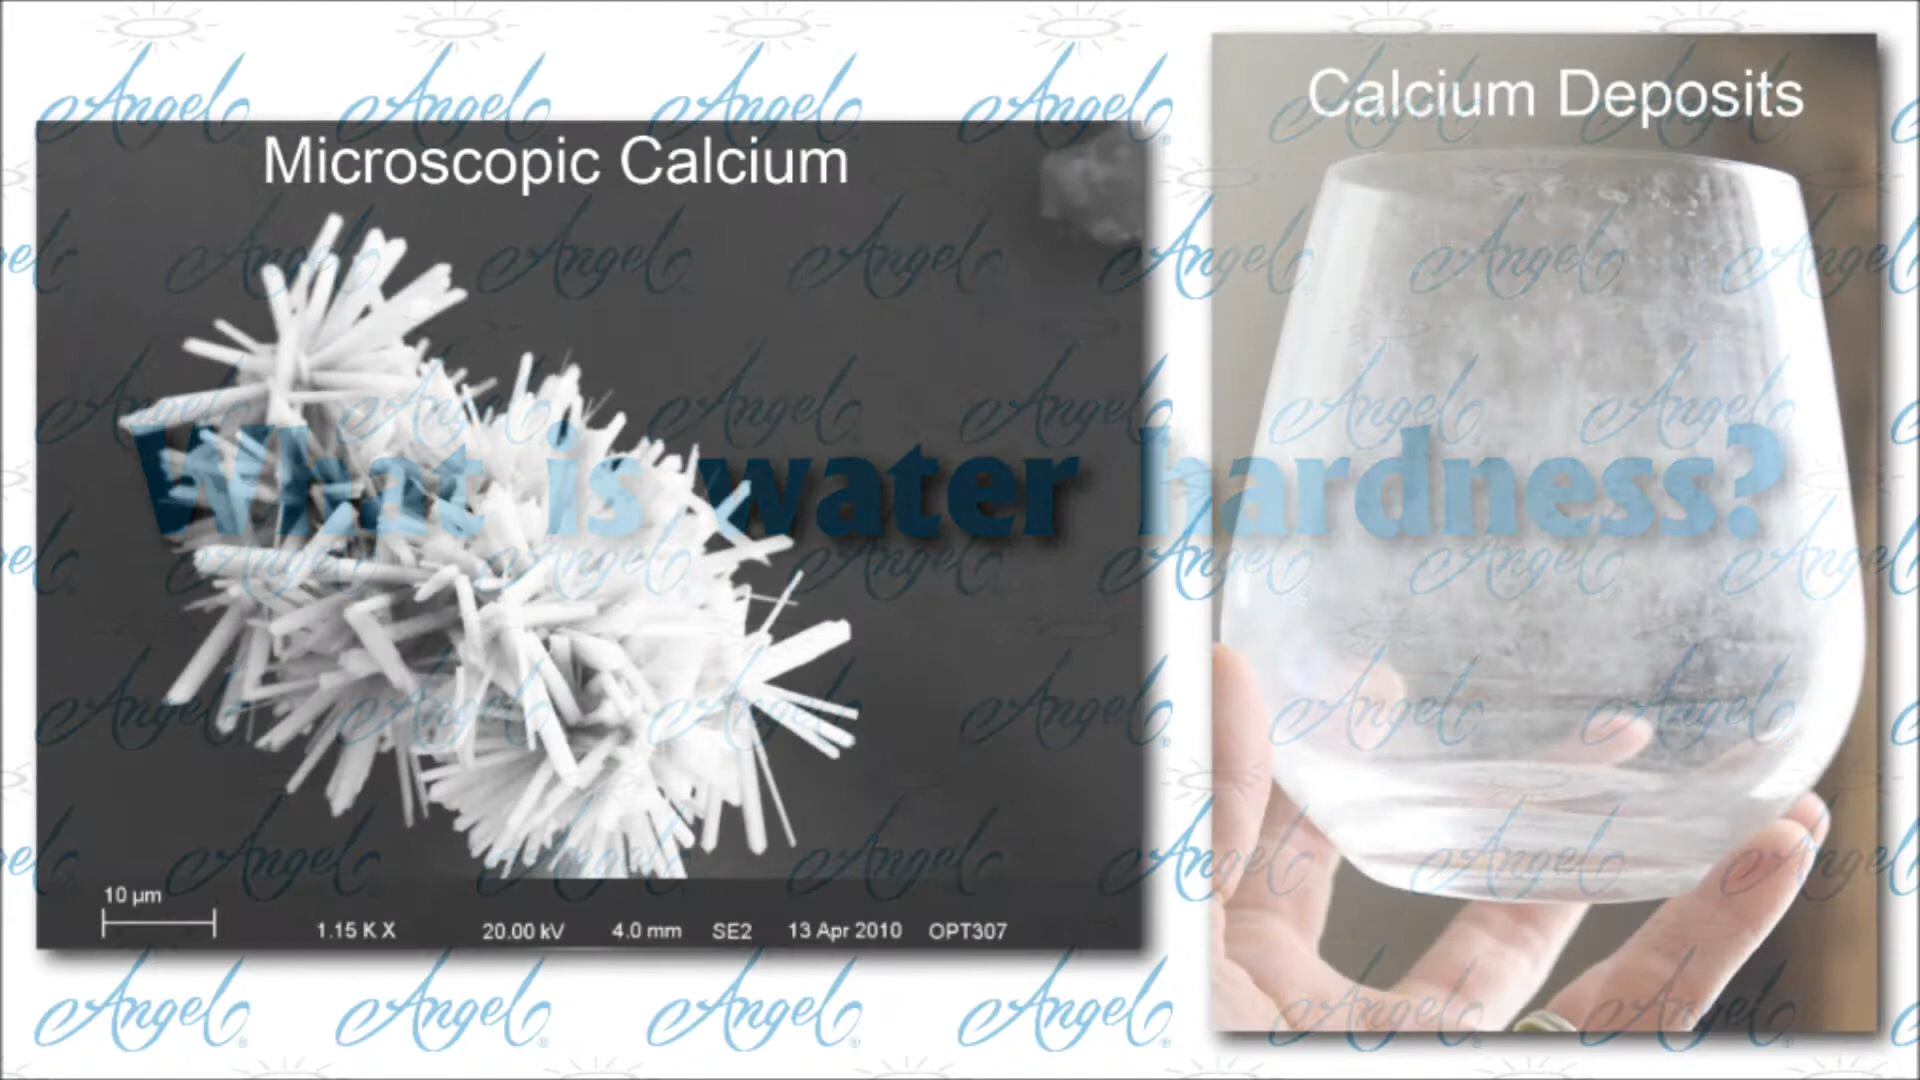 Microscopic Calcium
Calcium Deposits
What is water hardness?
10 µm
1.15 K X 20.00 kV 4.0 mm SE2 13 Apr 2010 OPT307
Angel